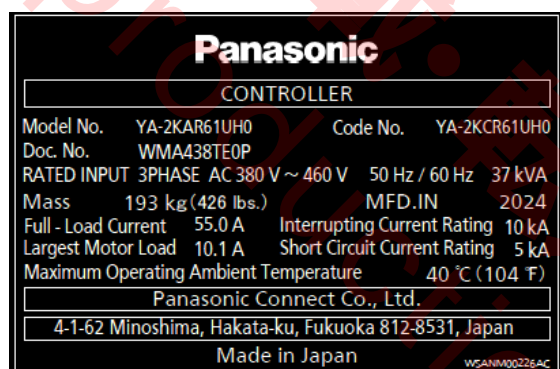 Panasonic
CONTROLLER
Model No. YA-2KAR61UH0 Code No. YA-2KCR61UH0
Doc. No. WMA438TE0P
RATED INPUT 3PHASE AC 380 V ~ 460 V 50 Hz / 60 Hz 37 kVA
Mass 193 kg (426 lbs.) MFD.IN 2024
Full - Load Current 55.0 A Interrupting Current Rating 10 kA
Largest Motor Load 10.1 A Short Circuit Current Rating 5 kA
Maximum Operating Ambient Temperature 40 ℃ (104 ℉)
Panasonic Connect Co., Ltd.
4-1-62 Minoshima, Hakata-ku, Fukuoka 812-8531, Japan
Made in Japan
WSANM00226AC